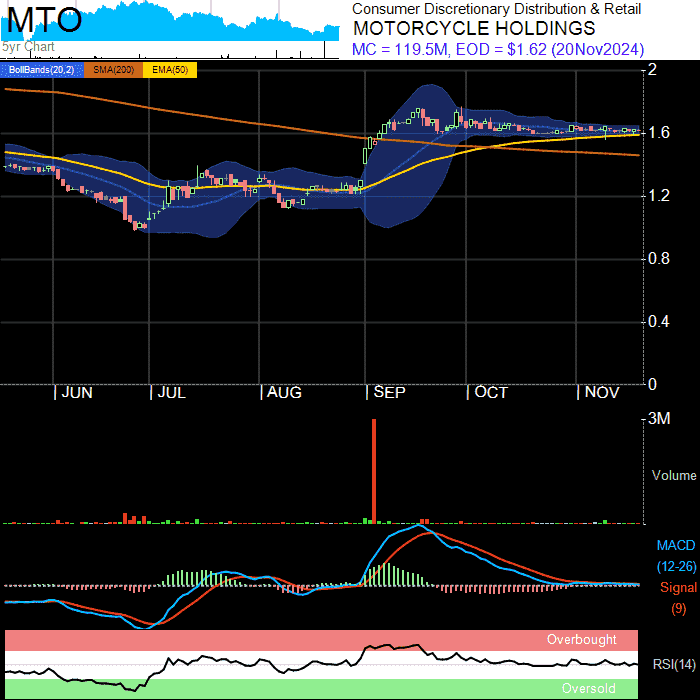 MTO
5yr Chart
Consumer Discretionary Distribution & Retail
MOTORCYCLE HOLDINGS
MC = 119.5M, EOD = $1.62 (20Nov2024)
BollBands(20,2) SMA(200) EMA(50)
2
1.6
1.2
0.8
0.4
0
JUN JUL AUG SEP OCT NOV
3M
Volume
MACD
(12-26)
Signal
(9)
Overbought
RSI(14)
Oversold